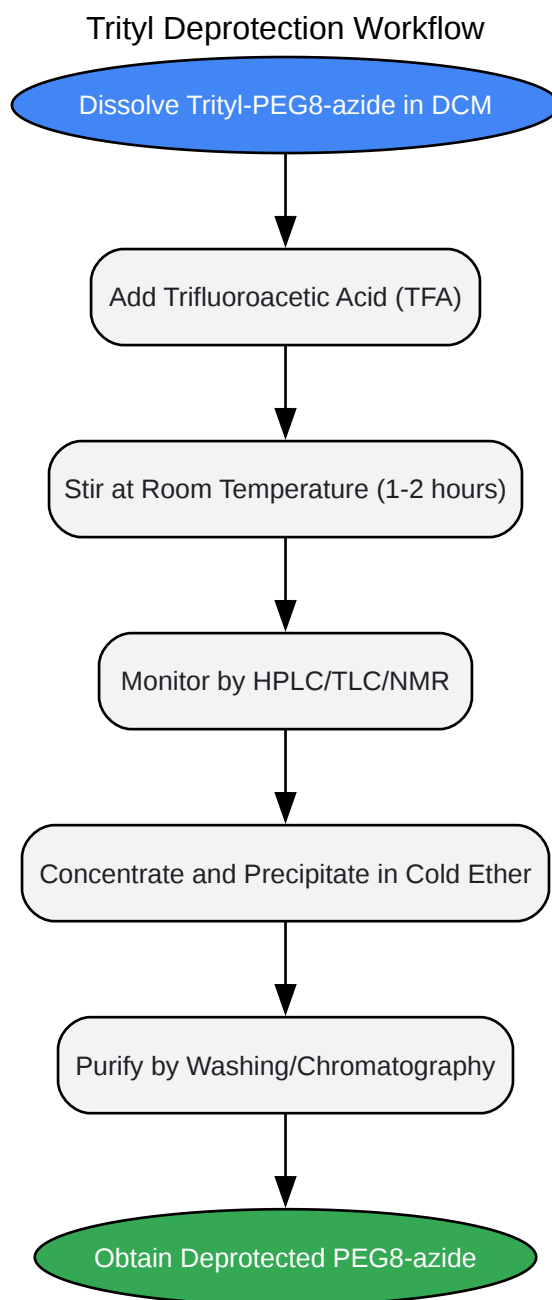 Trityl Deprotection Workflow
Dissolve Trityl-PEG8-azide in DCM
Add Trifluoroacetic Acid (TFA)
Stir at Room Temperature (1-2 hours)
Monitor by HPLC/TLC/NMR
Concentrate and Precipitate in Cold Ether
Purify by Washing/Chromatography
Obtain Deprotected PEG8-azide